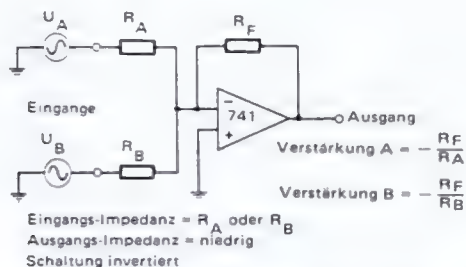 U_A
R_A
R_F
Eingänge
−
741
+
Ausgang
Verstärkung A = − R_F/R_A
U_B
R_B
Verstärkung B = − R_F/R_B
Eingangs-Impedanz = R_A oder R_B
Ausgangs-Impedanz = niedrig
Schaltung invertiert